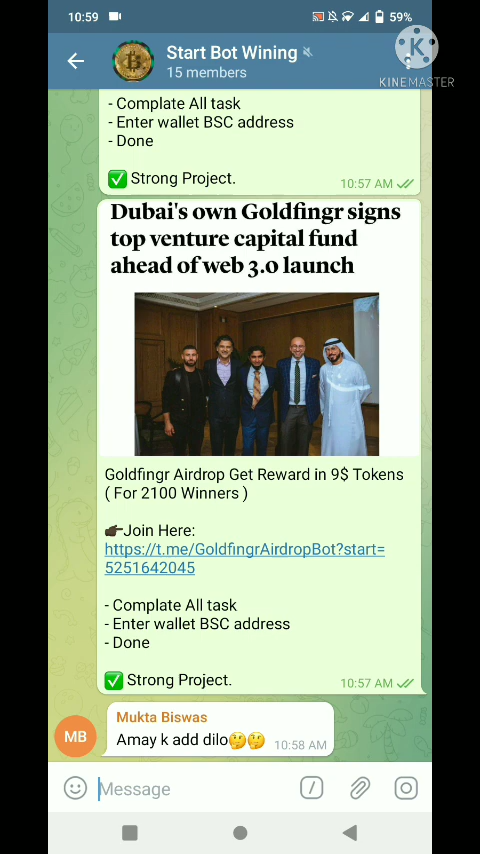 10:59
59%
Start Bot Wining
15 members
KINEMASTER
- Complate All task
- Enter wallet BSC address
- Done
✅ Strong Project.
10:57 AM
Dubai's own Goldfingr signs
top venture capital fund
ahead of web 3.0 launch
Goldfingr Airdrop Get Reward in 9$ Tokens
( For 2100 Winners )
👉🏿Join Here:
https://t.me/GoldfingrAirdropBot?start=
5251642045
- Complate All task
- Enter wallet BSC address
- Done
✅ Strong Project.
10:57 AM
MB
Mukta Biswas
Amay k add dilo🤔🤔 10:58 AM
Message